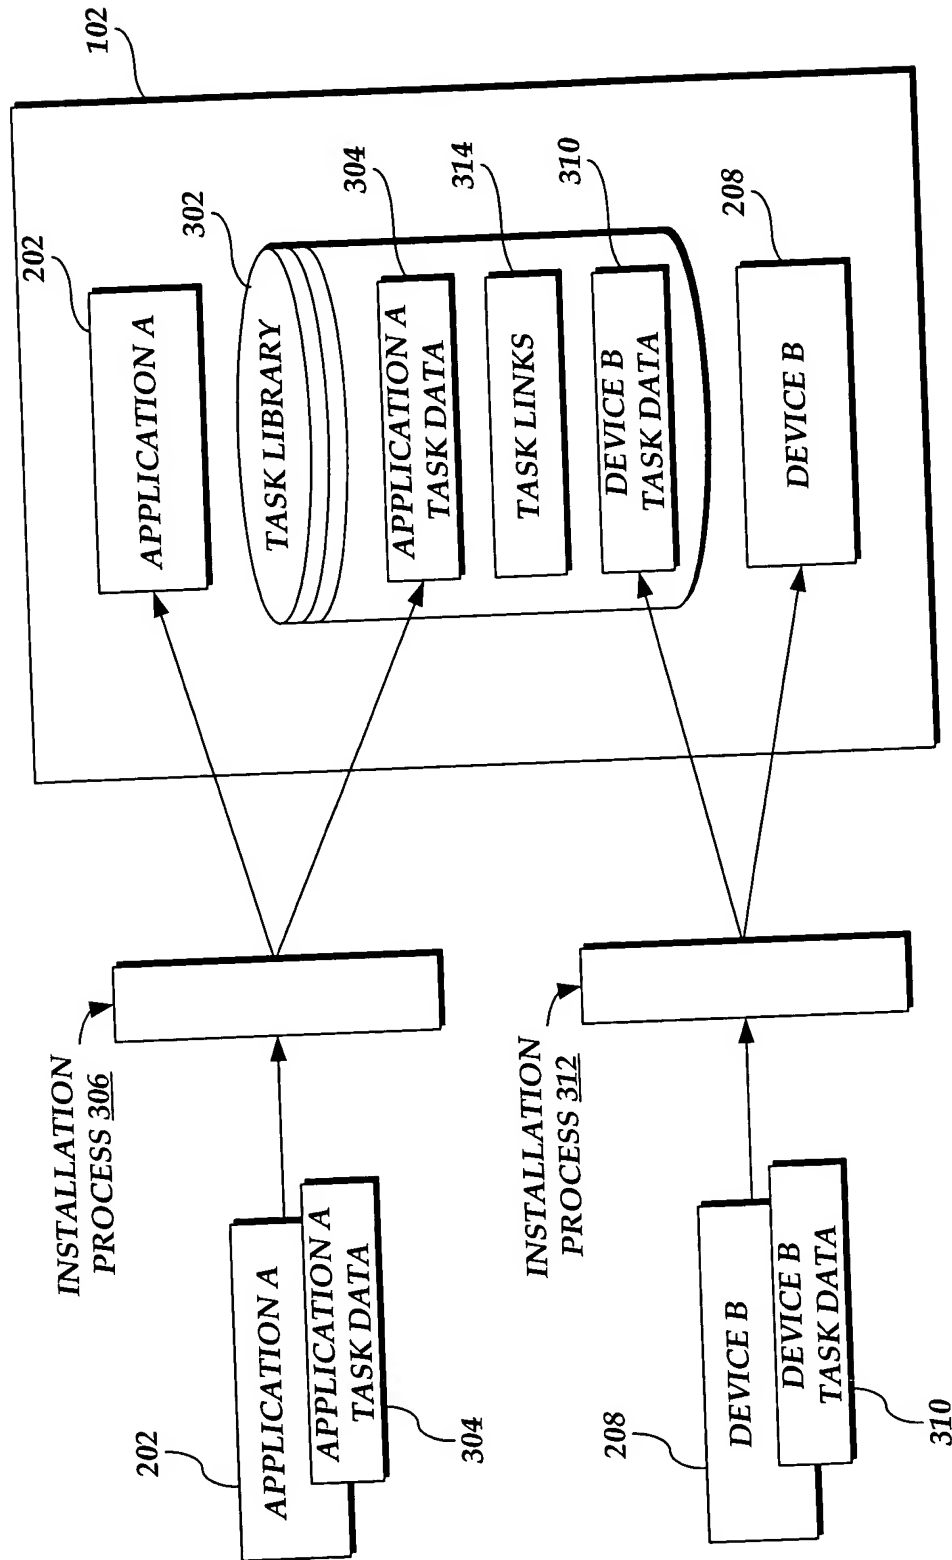 202
APPLICATION A
APPLICATION A
TASK DATA
304
INSTALLATION
PROCESS 306
208
DEVICE B
DEVICE B
TASK DATA
310
INSTALLATION
PROCESS 312
102
202
APPLICATION A
302
TASK LIBRARY
304
APPLICATION A
TASK DATA
314
TASK LINKS
310
DEVICE B
TASK DATA
208
DEVICE B